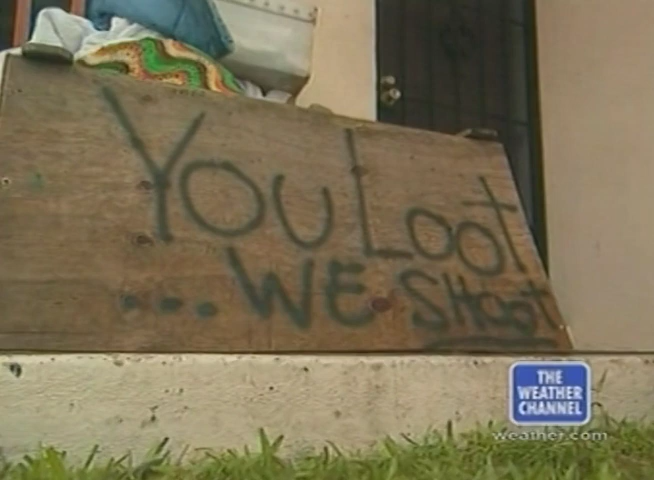 You Loot
... WE SHOOT
THE
WEATHER
CHANNEL
weather.com